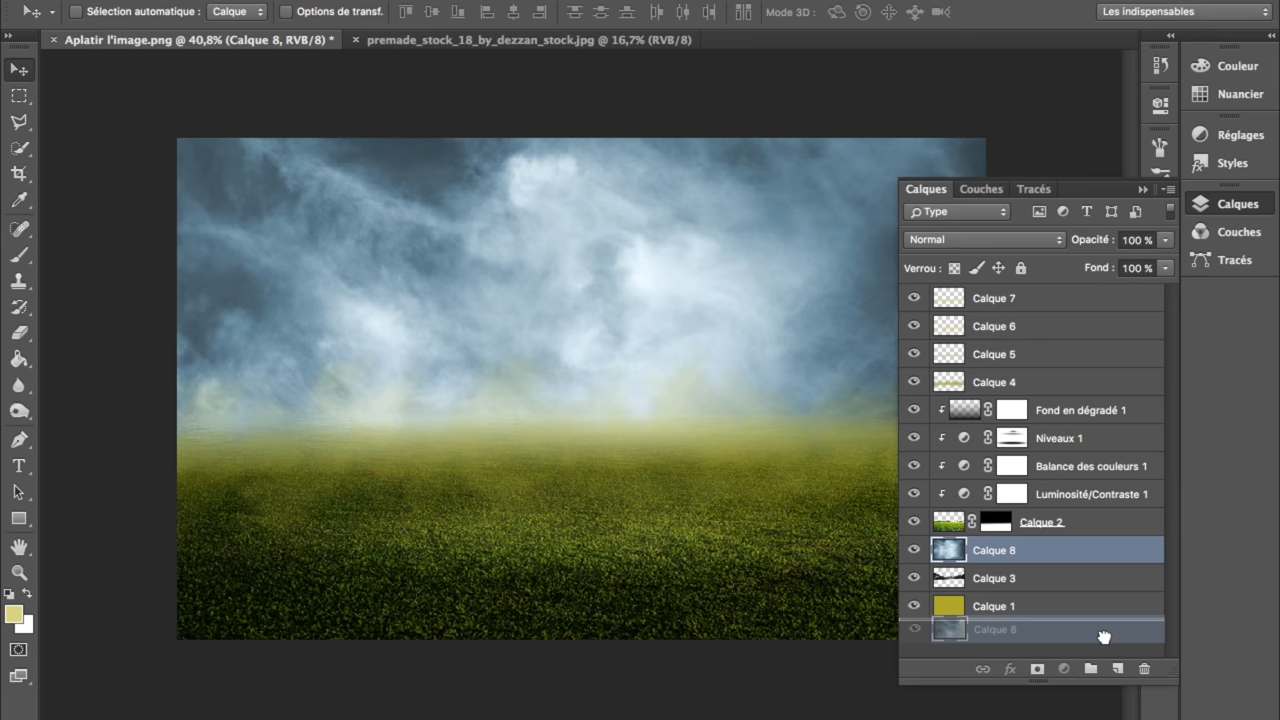 Sélection automatique : Calque Options de transf. Mode 3D : Les indispensables
× Aplatir l'image.png @ 40,8% (Calque 8, RVB/8) * × premade_stock_18_by_dezzan_stock.jpg @ 16,7% (RVB/8)
Couleur
Nuancier
Réglages
Styles
Calques
Couches
Tracés
Calques Couches Tracés
Type
Normal Opacité : 100 %
Verrou : Fond : 100 %
Calque 7
Calque 6
Calque 5
Calque 4
Fond en dégradé 1
Niveaux 1
Balance des couleurs 1
Luminosité/Contraste 1
Calque 2
Calque 8
Calque 3
Calque 1
Calque 8
fx